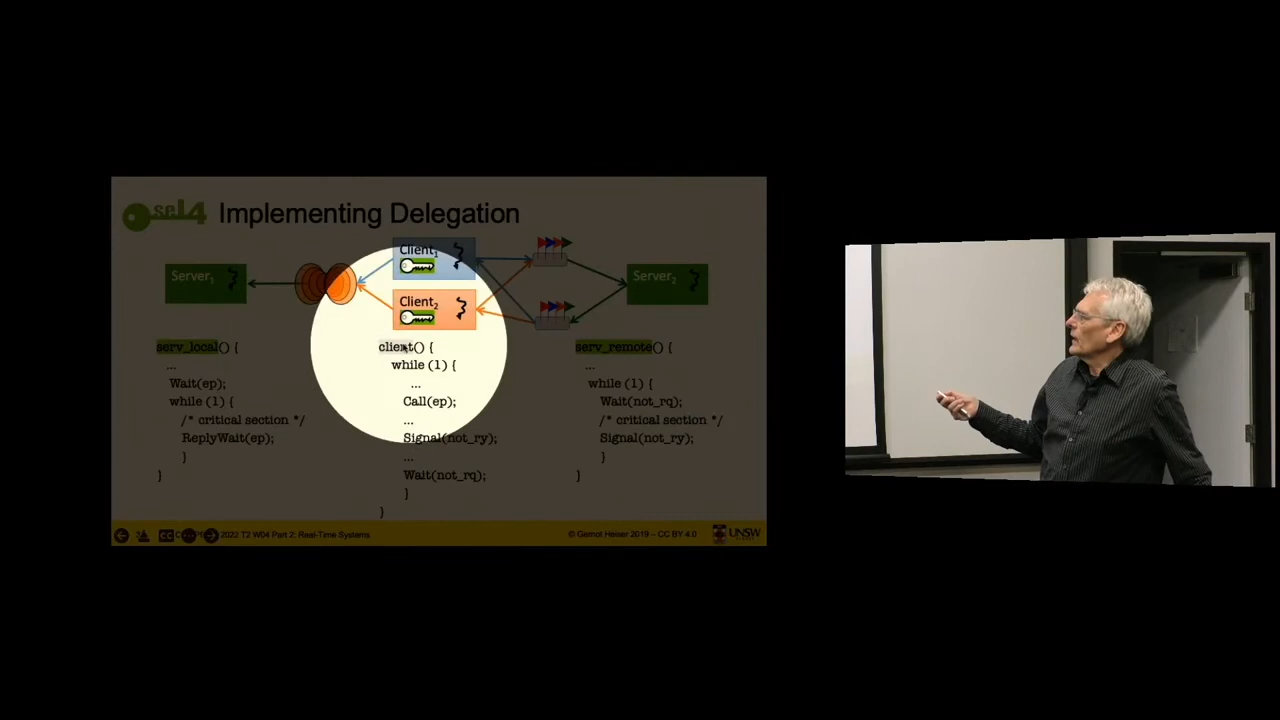 seL4 Implementing Delegation
Client₁
Server₁
Server₂
Client₂
serv_local() {
...
Wait(ep);
while (1) {
/* critical section */
ReplyWait(ep);
}
}
client() {
while (1) {
...
Call(ep);
...
Signal(not_ry);
...
Wait(not_rq);
}
}
serv_remote() {
...
while (1) {
Wait(not_rq);
/* critical section */
Signal(not_ry);
}
}
2022 T2 W04 Part 2: Real-Time Systems
© Gernot Heiser 2019 – CC BY 4.0
UNSW